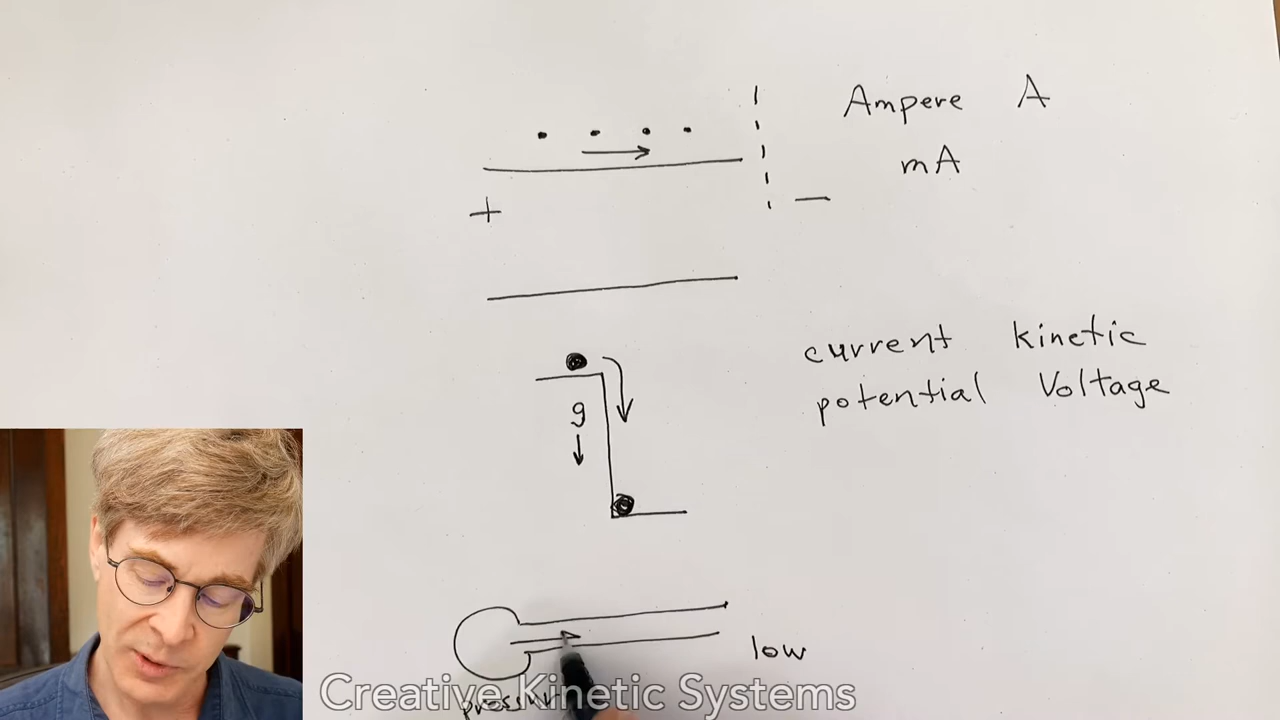 Ampere A
mA
+ −
current kinetic
g
potential Voltage
low
Creative Kinetic Systems